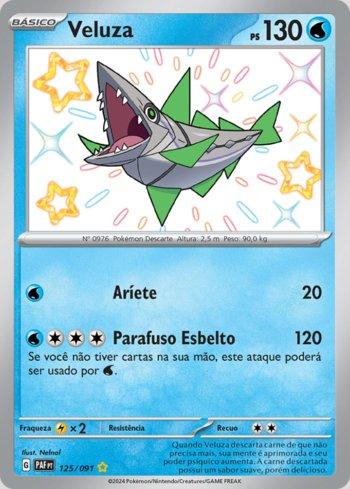 BÁSICO
Veluza
PS 130
Nº 0976 Pokémon Descarte Altura: 2,5 m Peso: 90,0 kg
Aríete 20
Parafuso Esbelto 120
Se você não tiver cartas na sua mão, este ataque poderá
ser usado por .
Fraqueza x2 Resistência Recuo
Ilust. Nelnal
G PAF PT 125/091
Quando Veluza descarta carne de que não
precisa mais, sua mente é aprimorada e seu
poder psíquico aumenta. A carne descartada
possui um sabor suave, porém delicioso.
©2024 Pokémon/Nintendo/Creatures/GAME FREAK